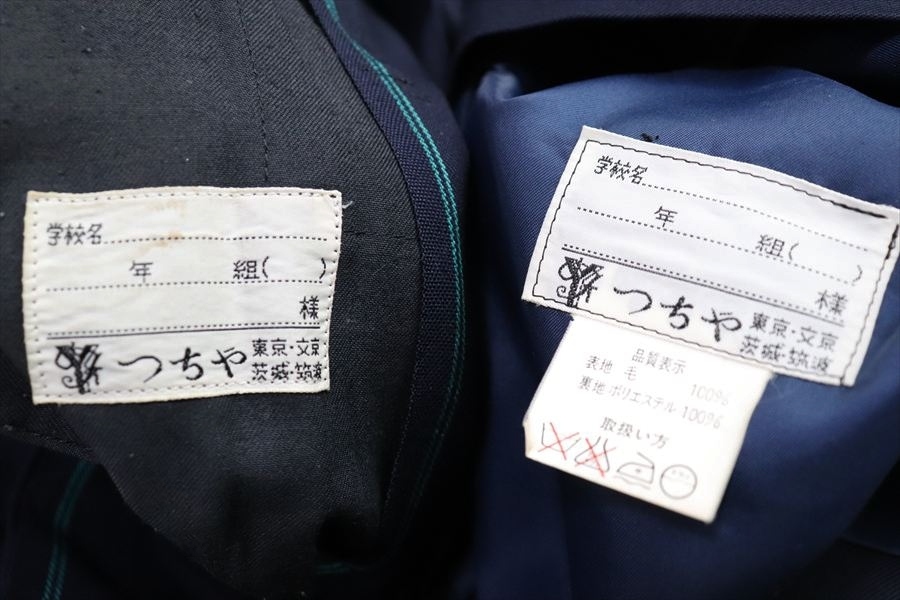 学校名
年 組( )
様
つちや 東京・文京
茨城・筑波
学校名
年
組( )
様
つちや 東京・文京
茨城・筑波
品質表示
表地 毛 100%
裏地 ポリエステル 100%
取扱い方